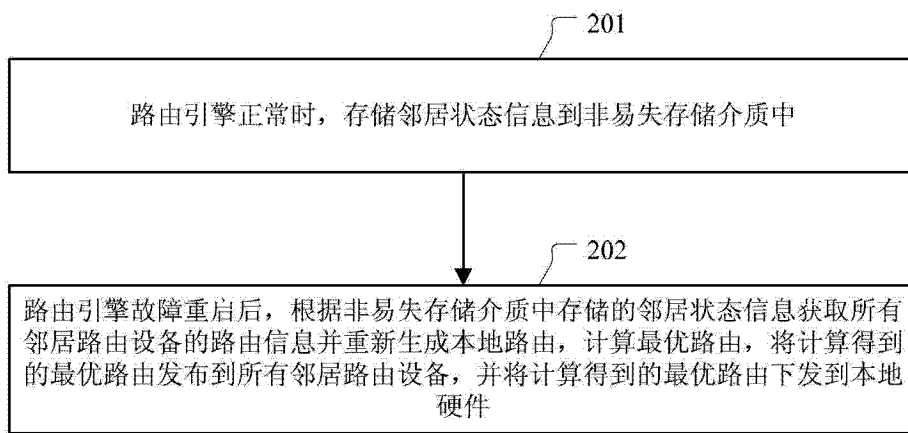 201
路由引擎正常时，存储邻居状态信息到非易失存储介质中
202
路由引擎故障重启后，根据非易失存储介质中存储的邻居状态信息获取所有
邻居路由设备的路由信息并重新生成本地路由，计算最优路由，将计算得到
的最优路由发布到所有邻居路由设备，并将计算得到的最优路由下发到本地
硬件